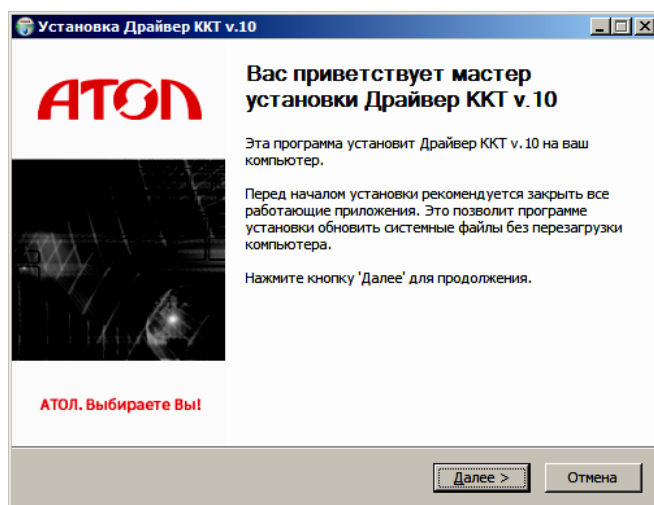 Установка Драйвер ККТ v.10
АТОЛ
Вас приветствует мастер
установки Драйвер ККТ v.10
Эта программа установит Драйвер ККТ v.10 на ваш
компьютер.
Перед началом установки рекомендуется закрыть все
работающие приложения. Это позволит программе
установки обновить системные файлы без перезагрузки
компьютера.
Нажмите кнопку 'Далее' для продолжения.
АТОЛ. Выбираете Вы!
Далее >
Отмена